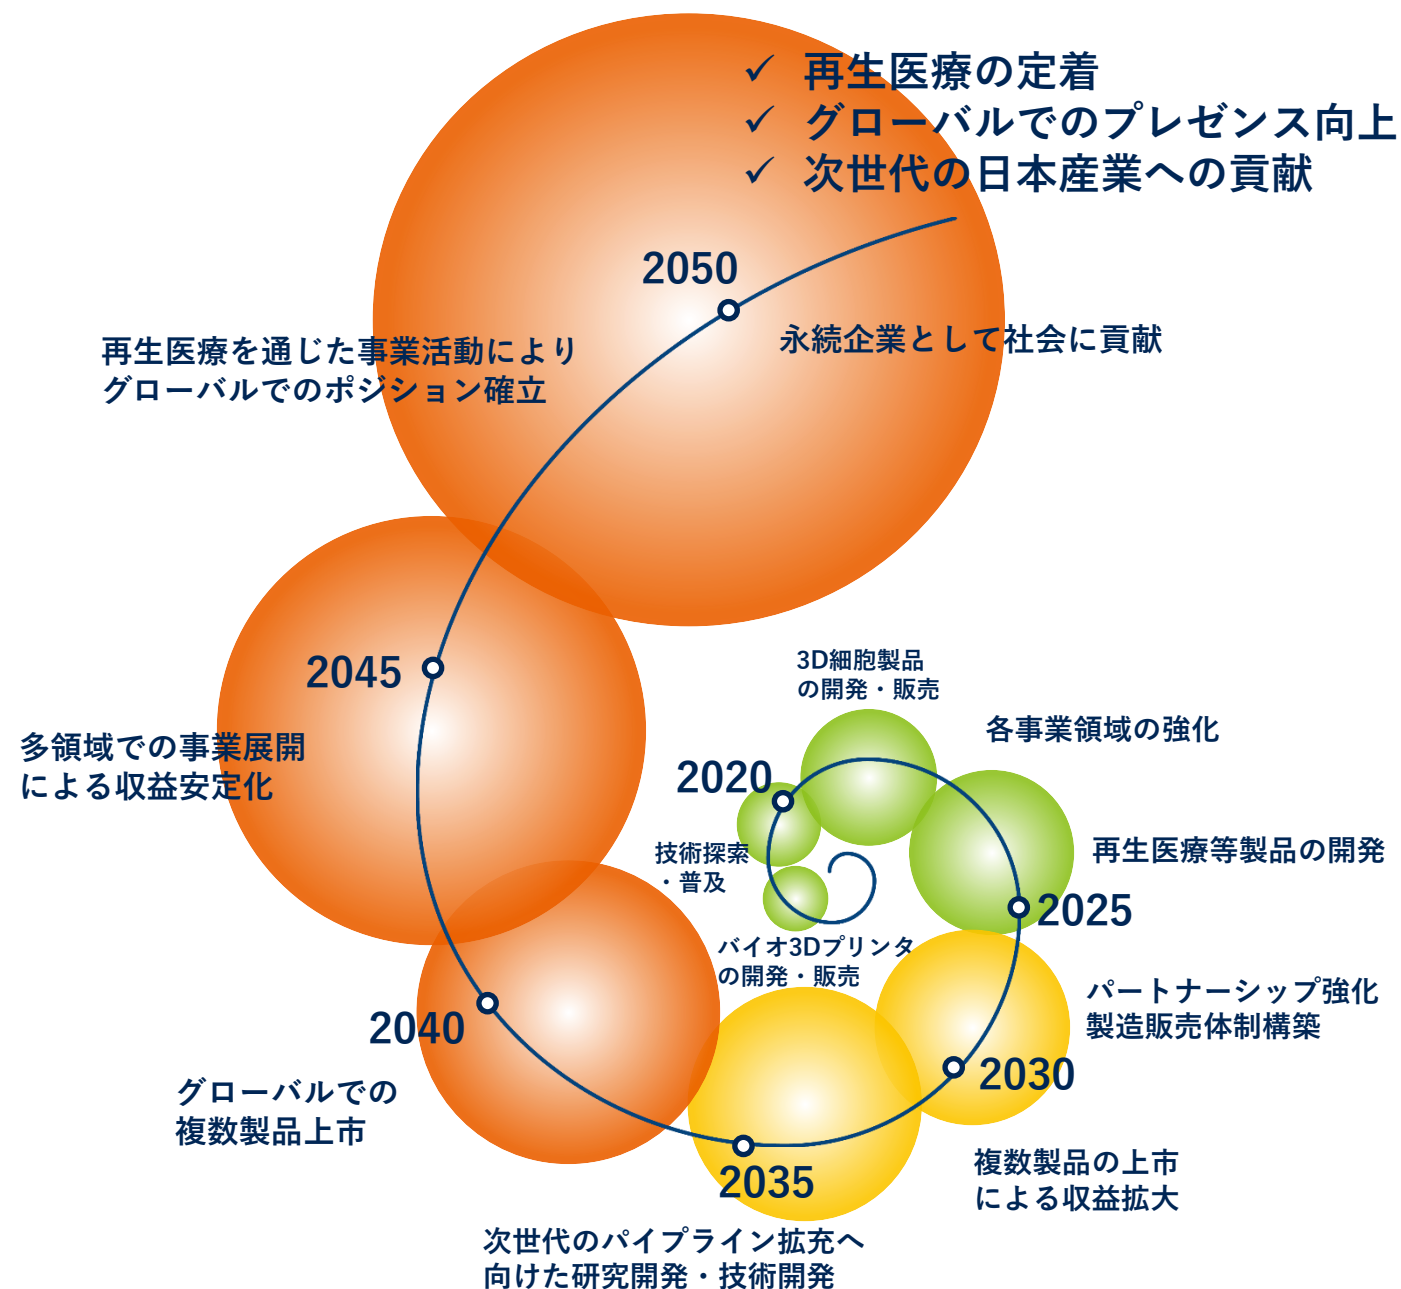 ✓ 再生医療の定着
✓ グローバルでのプレゼンス向上
✓ 次世代の日本産業への貢献
2050
永続企業として社会に貢献
再生医療を通じた事業活動により
グローバルでのポジション確立
2045
多領域での事業展開
による収益安定化
3D細胞製品
の開発・販売
各事業領域の強化
2020
技術探索
・普及
再生医療等製品の開発
2025
バイオ3Dプリンタ
の開発・販売
パートナーシップ強化
製造販売体制構築
2040
2030
グローバルでの
複数製品上市
複数製品の上市
による収益拡大
2035
次世代のパイプライン拡充へ
向けた研究開発・技術開発